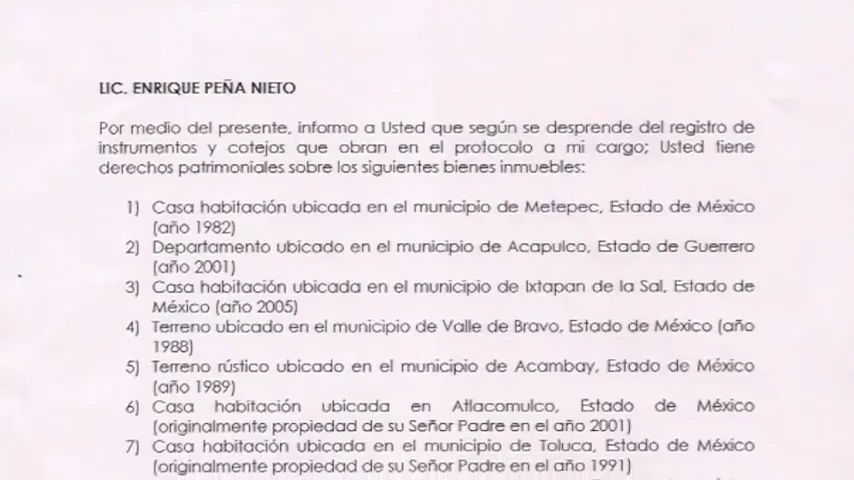 LIC. ENRIQUE PEÑA NIETO
Por medio del presente, informo a Usted que según se desprende del registro de
instrumentos y cotejos que obran en el protocolo a mi cargo; Usted tiene
derechos patrimoniales sobre los siguientes bienes inmuebles:
1) Casa habitación ubicada en el municipio de Metepec, Estado de México
(año 1982)
2) Departamento ubicado en el municipio de Acapulco, Estado de Guerrero
(año 2001)
3) Casa habitación ubicada en el municipio de Ixtapan de la Sal, Estado de
México (año 2005)
4) Terreno ubicado en el municipio de Valle de Bravo, Estado de México (año
1988)
5) Terreno rústico ubicado en el municipio de Acambay, Estado de México
(año 1989)
6) Casa habitación ubicada en Atlacomulco, Estado de México
(originalmente propiedad de su Señor Padre en el año 2001)
7) Casa habitación ubicada en el municipio de Toluca, Estado de México
(originalmente propiedad de su Señor Padre en el año 1991)